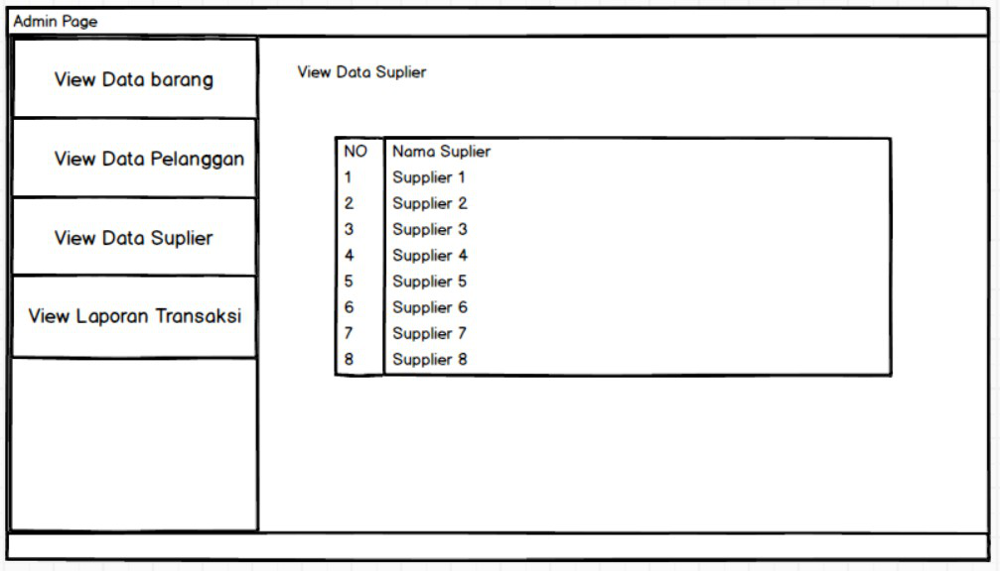 Admin Page
View Data barang
View Data Pelanggan
View Data Suplier
View Laporan Transaksi
View Data Suplier
NO Nama Suplier
1 Supplier 1
2 Supplier 2
3 Supplier 3
4 Supplier 4
5 Supplier 5
6 Supplier 6
7 Supplier 7
8 Supplier 8